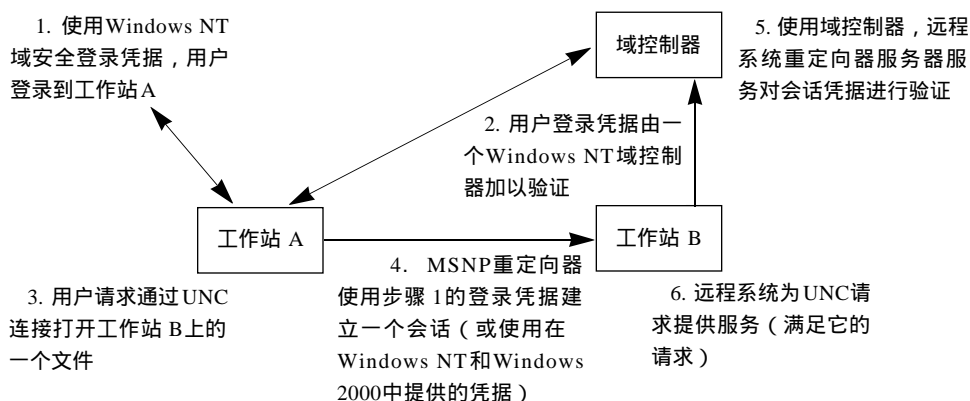 1. 使用Windows NT
域安全登录凭据，用户
登录到工作站A
域控制器
5. 使用域控制器，远程
系统重定向器服务器服
务对会话凭据进行验证
2. 用户登录凭据由一
个Windows NT域控制
器加以验证
工作站 A
工作站 B
3. 用户请求通过UNC
连接打开工作站 B上的
一个文件
4. MSNP重定向器
使用步骤 1的登录凭据建
立一个会话（或使用在
Windows NT和Windows
2000中提供的凭据）
6. 远程系统为UNC请
求提供服务（满足它的
请求）